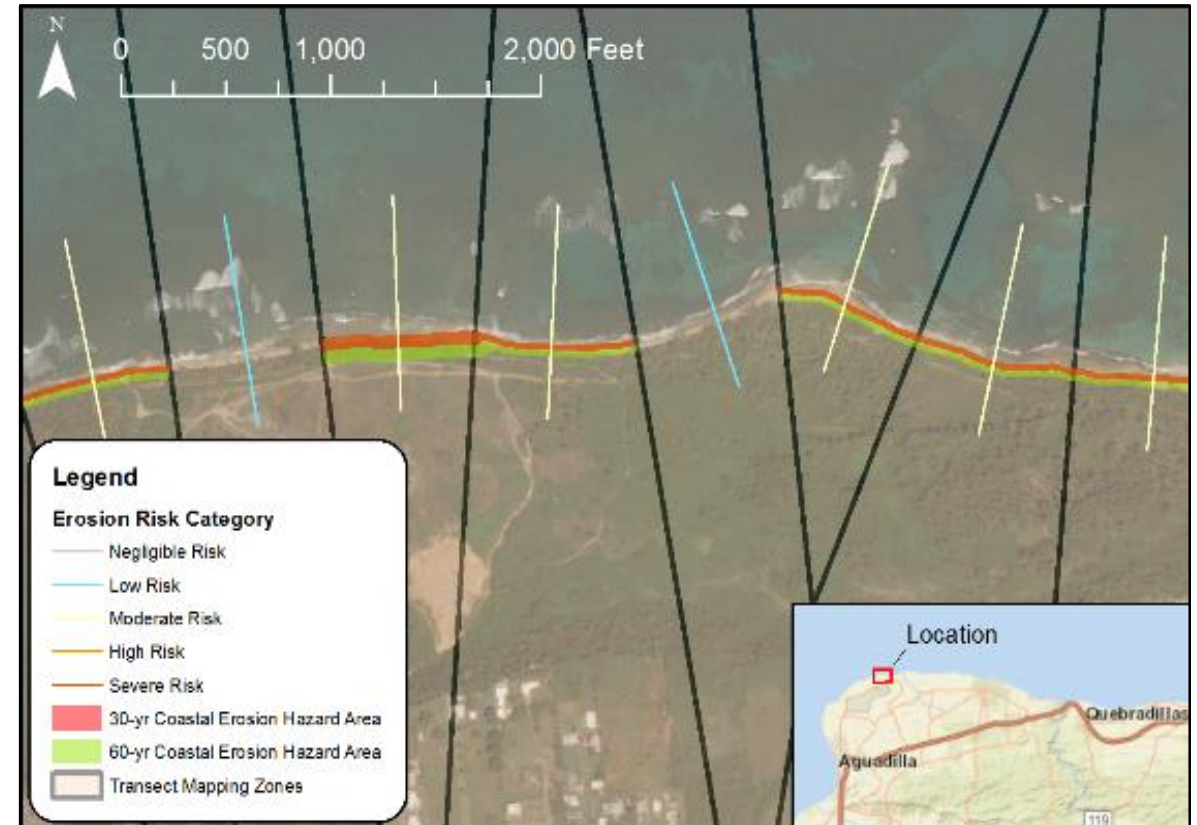 N
0 500 1,000 2,000 Feet
Legend
Erosion Risk Category
Negligible Risk
Low Risk
Moderate Risk
High Risk
Severe Risk
30-yr Coastal Erosion Hazard Area
60-yr Coastal Erosion Hazard Area
Transect Mapping Zones
Location
Quebradillas
Aguadilla
119